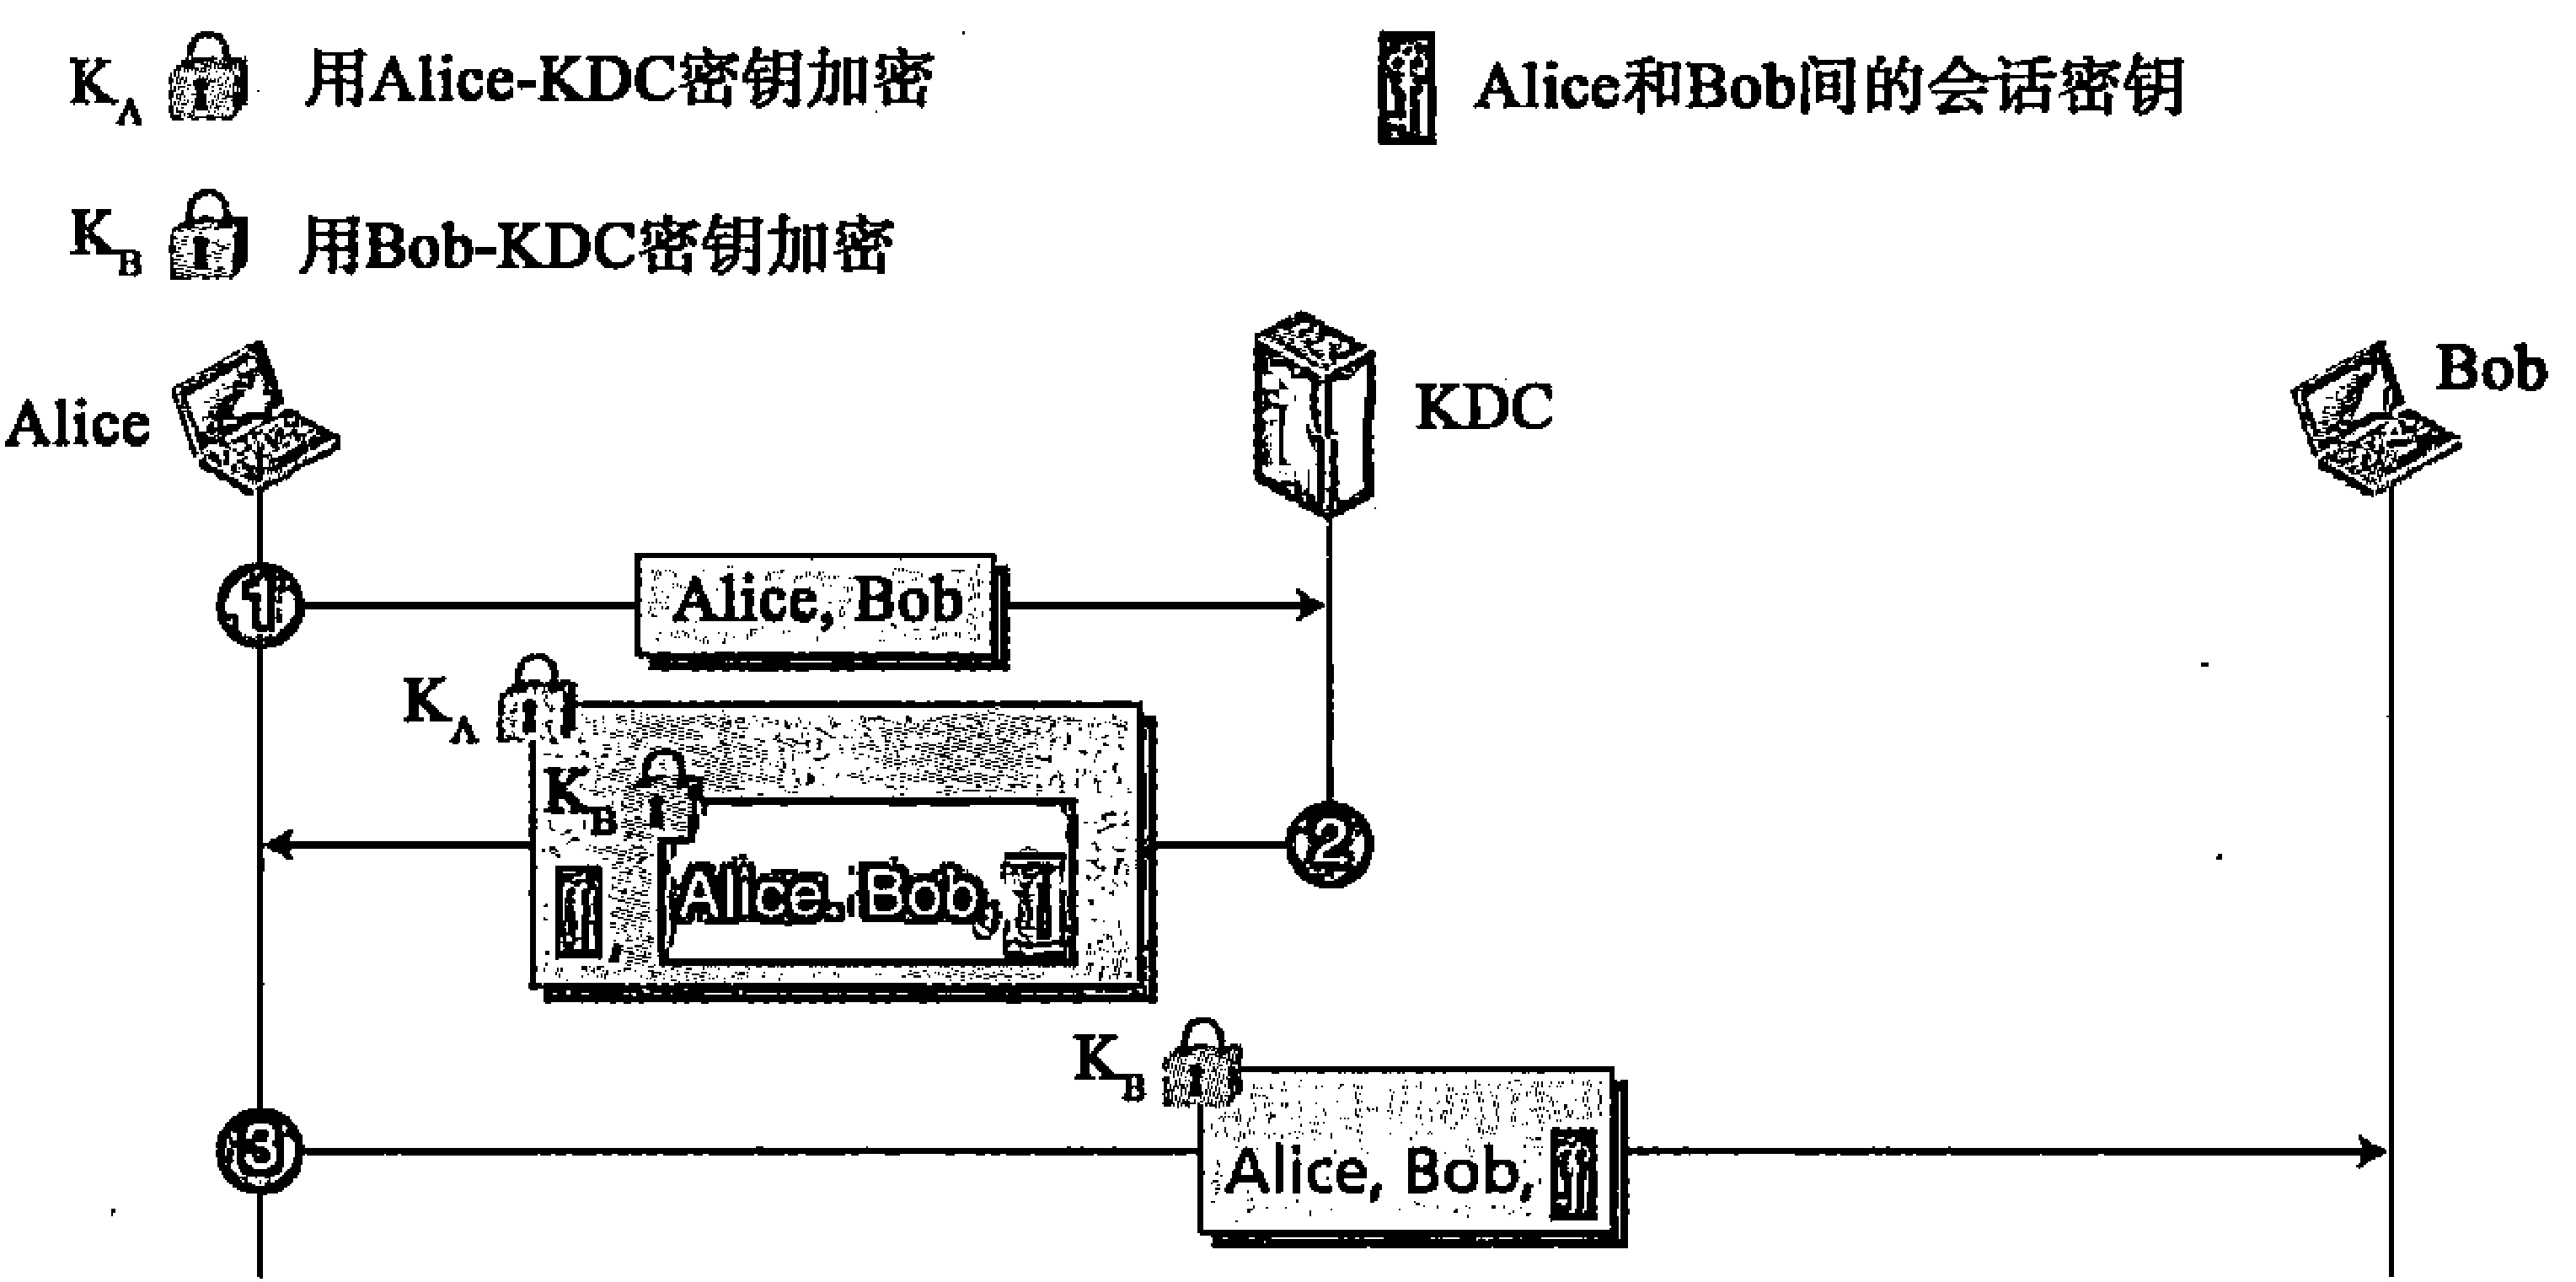 K_A 用Alice-KDC密钥加密
Alice和Bob间的会话密钥
K_B 用Bob-KDC密钥加密
Alice
KDC
Bob
1
Alice, Bob
K_A
K_B
2
Alice. Bob,
K_B
3
Alice, Bob,